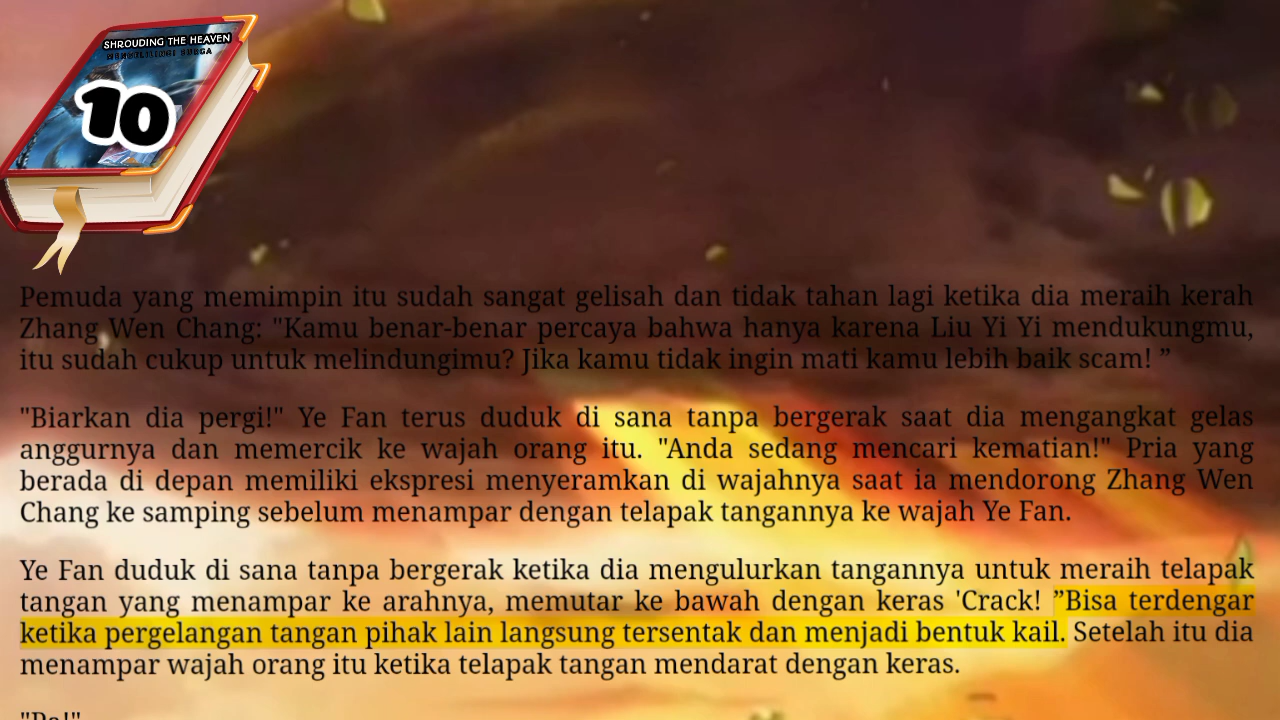 SHROUDING THE HEAVEN
10
Pemuda yang memimpin itu sudah sangat gelisah dan tidak tahan lagi ketika dia meraih kerah
Zhang Wen Chang: "Kamu benar-benar percaya bahwa hanya karena Liu Yi Yi mendukungmu,
itu sudah cukup untuk melindungimu? Jika kamu tidak ingin mati kamu lebih baik scam! ”
"Biarkan dia pergi!" Ye Fan terus duduk di sana tanpa bergerak saat dia mengangkat gelas
anggurnya dan memercik ke wajah orang itu. "Anda sedang mencari kematian!" Pria yang
berada di depan memiliki ekspresi menyeramkan di wajahnya saat ia mendorong Zhang Wen
Chang ke samping sebelum menampar dengan telapak tangannya ke wajah Ye Fan.
Ye Fan duduk di sana tanpa bergerak ketika dia mengulurkan tangannya untuk meraih telapak
tangan yang menampar ke arahnya, memutar ke bawah dengan keras 'Crack! ”Bisa terdengar
ketika pergelangan tangan pihak lain langsung tersentak dan menjadi bentuk kail. Setelah itu dia
menampar wajah orang itu ketika telapak tangan mendarat dengan keras.
"Pa!"